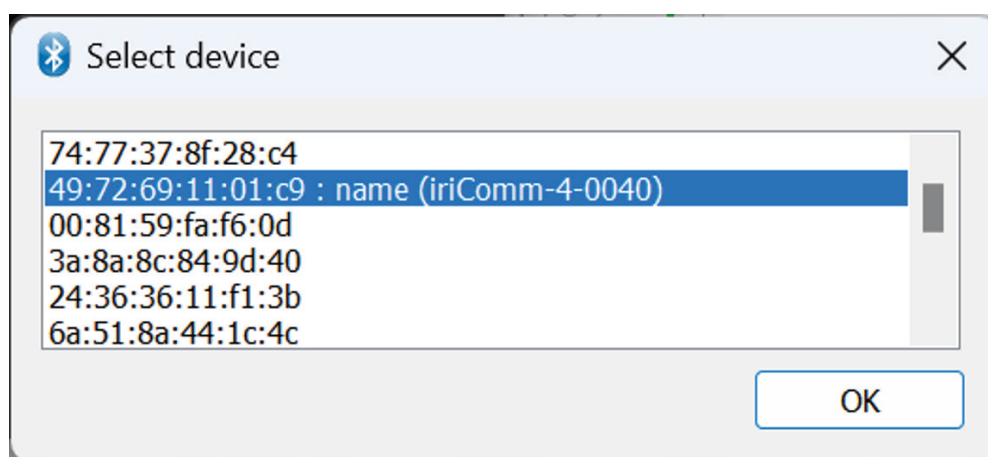 Select device
74:77:37:8f:28:c4
49:72:69:11:01:c9 : name (iriComm-4-0040)
00:81:59:fa:f6:0d
3a:8a:8c:84:9d:40
24:36:36:11:f1:3b
6a:51:8a:44:1c:4c
OK